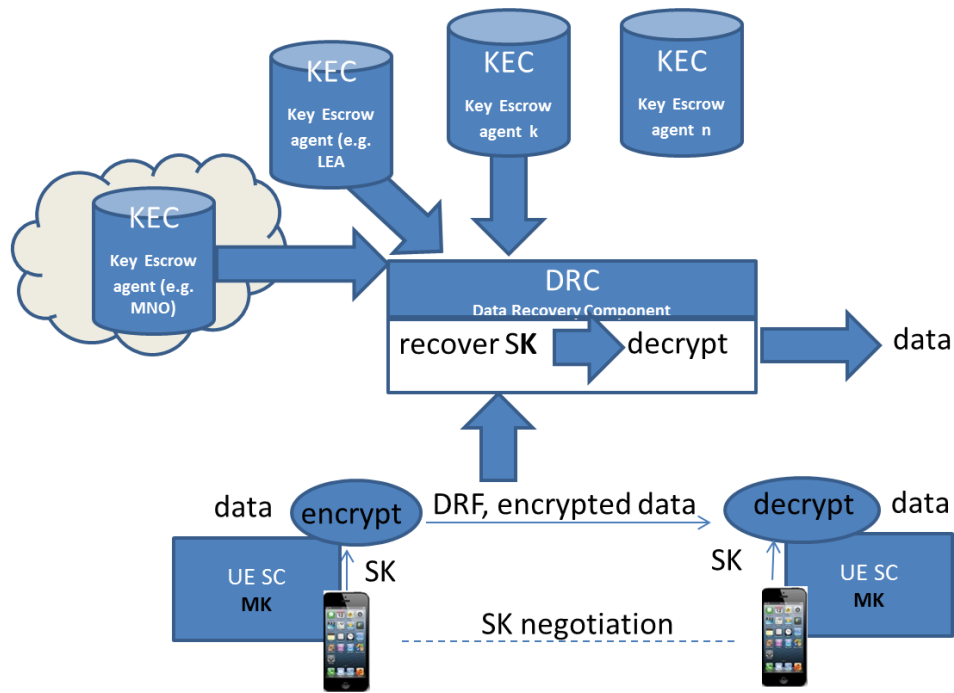 KEC
Key Escrow
agent (e.g.
LEA
KEC
Key Escrow
agent k
KEC
Key Escrow
agent n
KEC
Key Escrow
agent (e.g.
MNO)
DRC
Data Recovery Component
recover SK
decrypt
data
data
encrypt
DRF, encrypted data
decrypt
data
SK
SK
UE SC
MK
UE SC
MK
SK negotiation